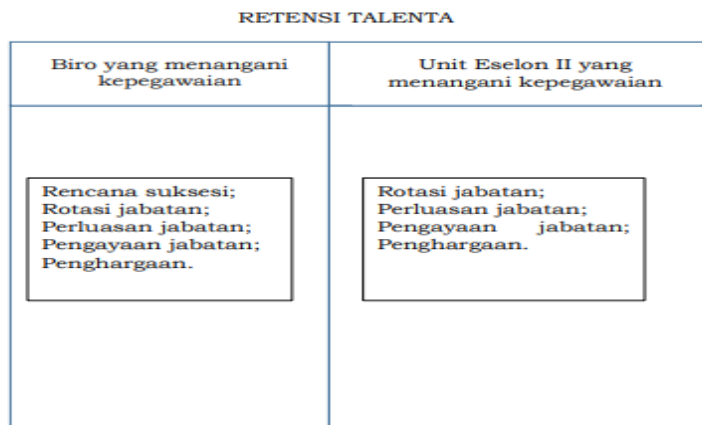 RETENSI TALENTA
Biro yang menangani
kepegawaian
Unit Eselon II yang
menangani kepegawaian
Rencana suksesi;
Rotasi jabatan;
Perluasan jabatan;
Pengayaan jabatan;
Penghargaan.
Rotasi jabatan;
Perluasan jabatan;
Pengayaan jabatan;
Penghargaan.